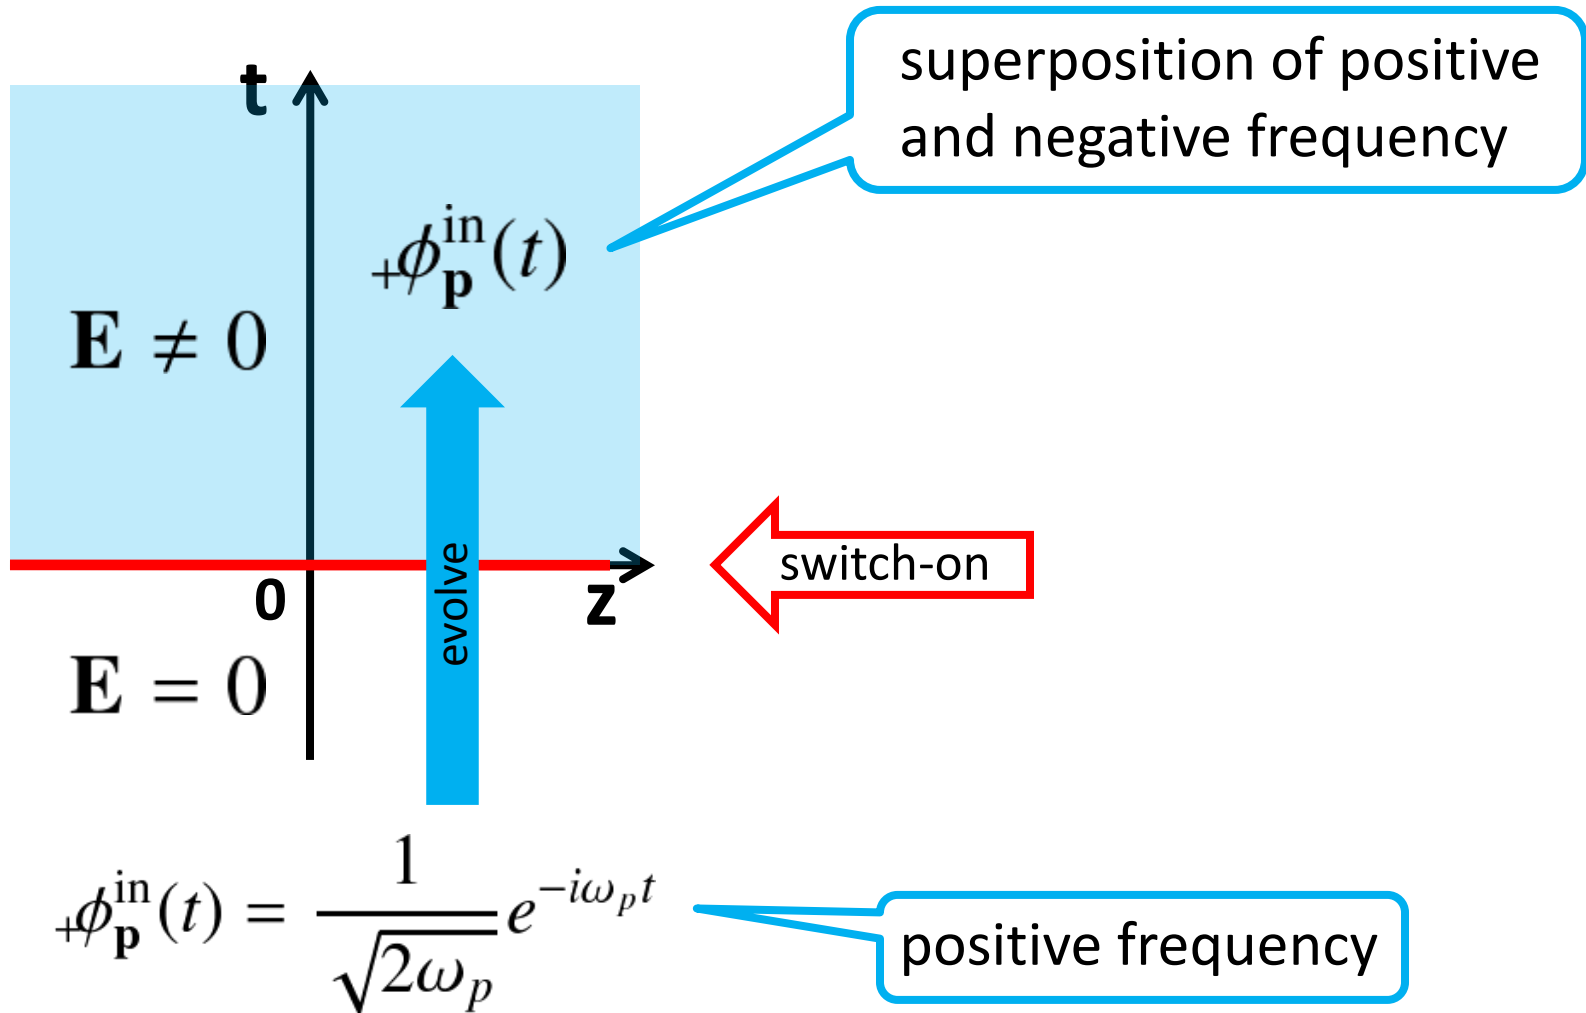 superposition of positive
and negative frequency
t
₊ϕ_𝐩^in(t)
𝐄 ≠ 0
switch-on
evolve
0
z
𝐄 = 0
₊ϕ_𝐩^in(t) = 1/√(2ω_p) e^{−iω_p t}
positive frequency